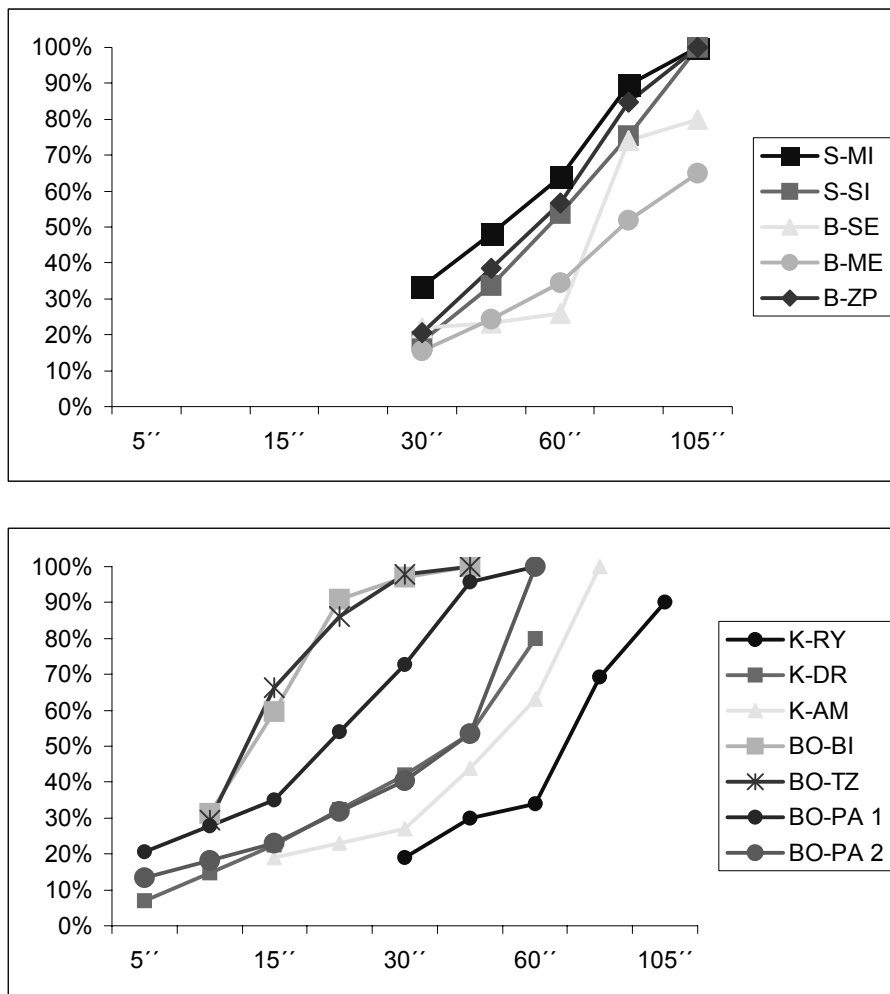 100%
90%
80%
70%
60%
50%
40%
30%
20%
10%
0%
5´´ 15´´ 30´´ 60´´ 105´´
S-MI
S-SI
B-SE
B-ME
B-ZP
100%
90%
80%
70%
60%
50%
40%
30%
20%
10%
0%
5´´ 15´´ 30´´ 60´´ 105´´
K-RY
K-DR
K-AM
BO-BI
BO-TZ
BO-PA 1
BO-PA 2